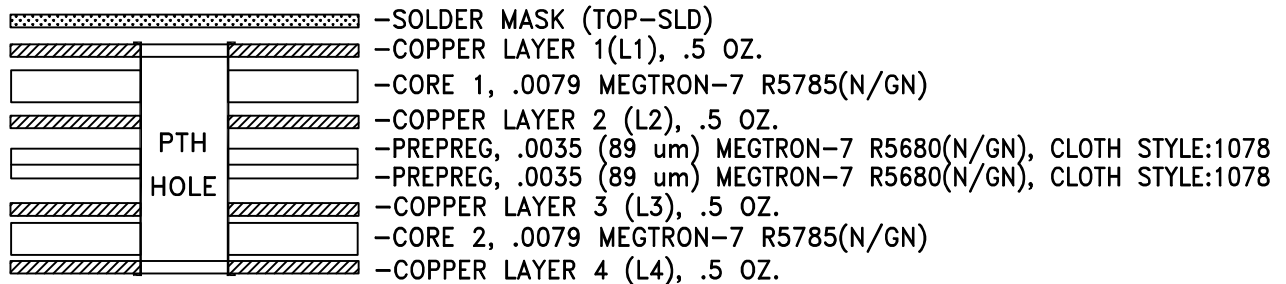 -SOLDER MASK (TOP-SLD)
-COPPER LAYER 1(L1), .5 OZ.
-CORE 1, .0079 MEGTRON-7 R5785(N/GN)
-COPPER LAYER 2 (L2), .5 OZ.
PTH
HOLE
-PREPREG, .0035 (89 um) MEGTRON-7 R5680(N/GN), CLOTH STYLE:1078
-PREPREG, .0035 (89 um) MEGTRON-7 R5680(N/GN), CLOTH STYLE:1078
-COPPER LAYER 3 (L3), .5 OZ.
-CORE 2, .0079 MEGTRON-7 R5785(N/GN)
-COPPER LAYER 4 (L4), .5 OZ.